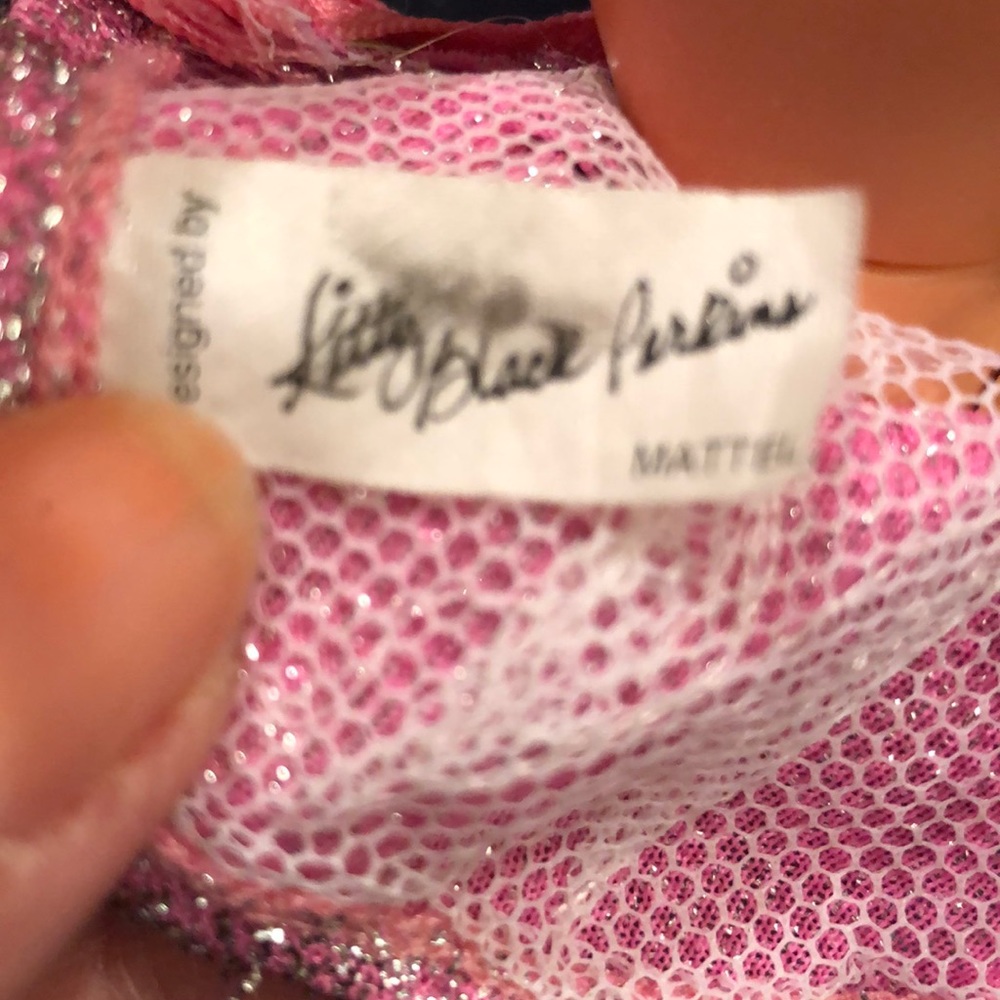 esigned by
Kitty Black Perkins
MATTEL